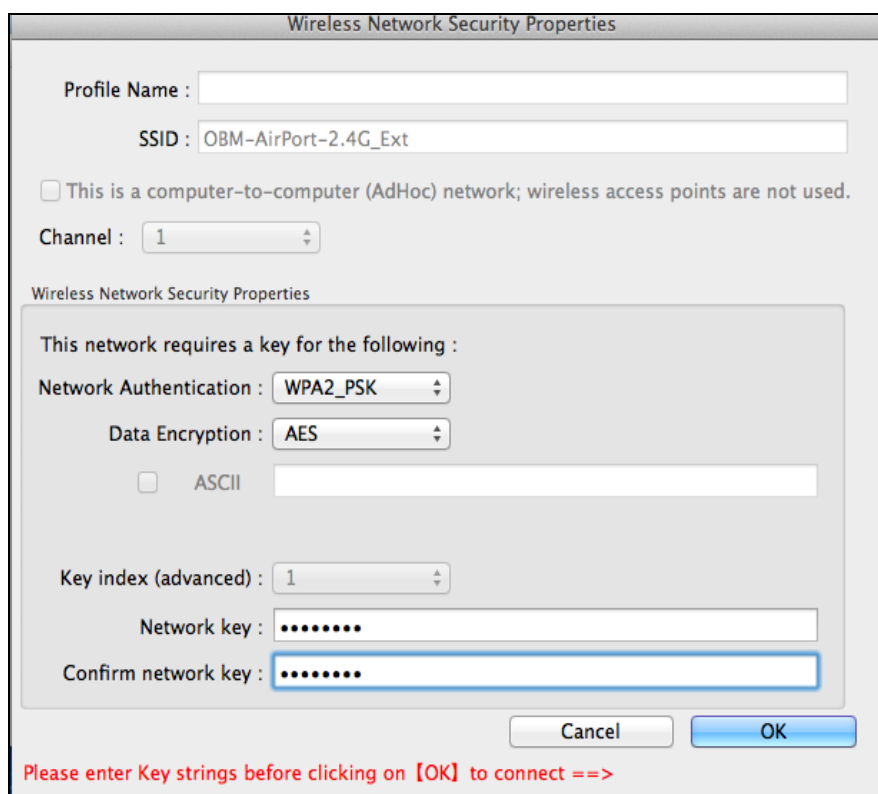 Wireless Network Security Properties
Profile Name :
SSID : OBM-AirPort-2.4G_Ext
This is a computer-to-computer (AdHoc) network; wireless access points are not used.
Channel : 1
Wireless Network Security Properties
This network requires a key for the following :
Network Authentication : WPA2_PSK
Data Encryption : AES
ASCII
Key index (advanced) : 1
Network key : ••••••••
Confirm network key : ••••••••
Cancel OK
Please enter Key strings before clicking on【OK】to connect ==>